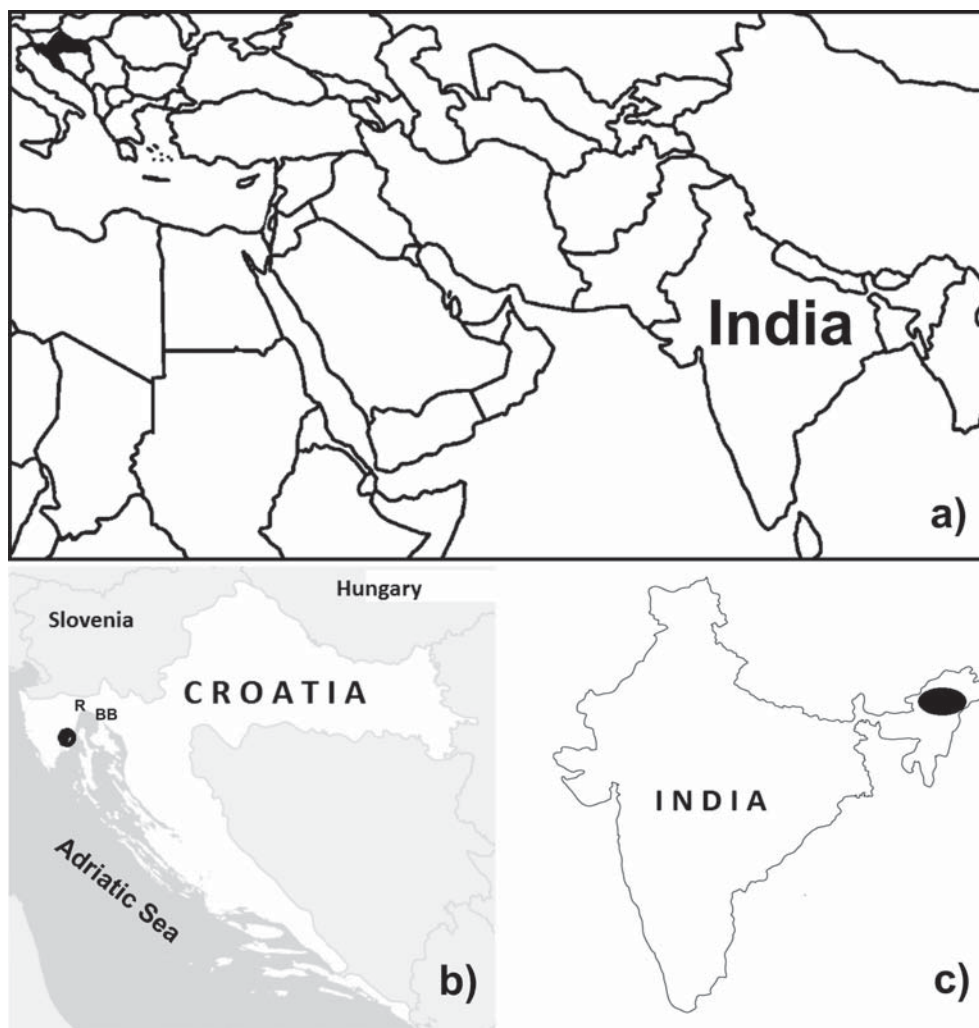 India
a)
Hungary
Slovenia
CROATIA
R
BB
Adriatic Sea
b)
INDIA
c)